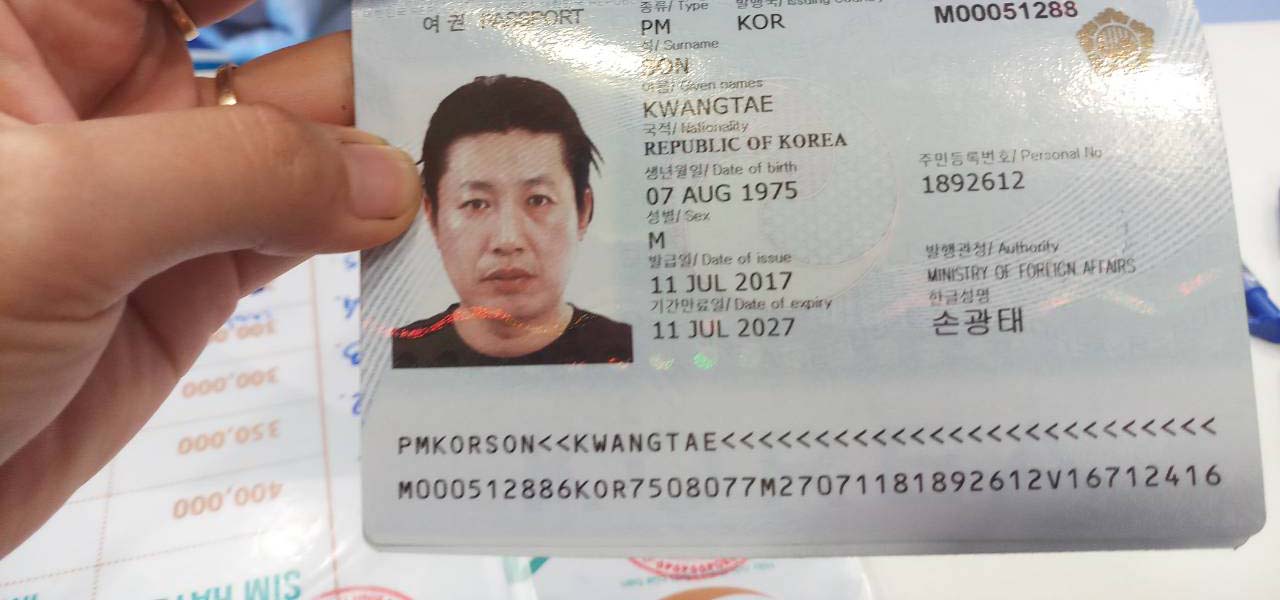 여권 PASSPORT
종류/ Type 발행국/ Issuing Country
PM KOR M00051288
성/ Surname
SON
이름/ Given names
KWANGTAE
국적/ Nationality
REPUBLIC OF KOREA
생년월일/ Date of birth 주민등록번호/ Personal No
07 AUG 1975 1892612
성별/ Sex
M
발급일/ Date of issue 발행관청/ Authority
11 JUL 2017 MINISTRY OF FOREIGN AFFAIRS
기간만료일/ Date of expiry 한글성명
11 JUL 2027 손광태
PMKORSON<<KWANGTAE<<<<<<<<<<<<<<<<<<<<<<<<<<
M000512886KOR7508077M27071181892612V16712416
300,000
350,000
400,000
SIM